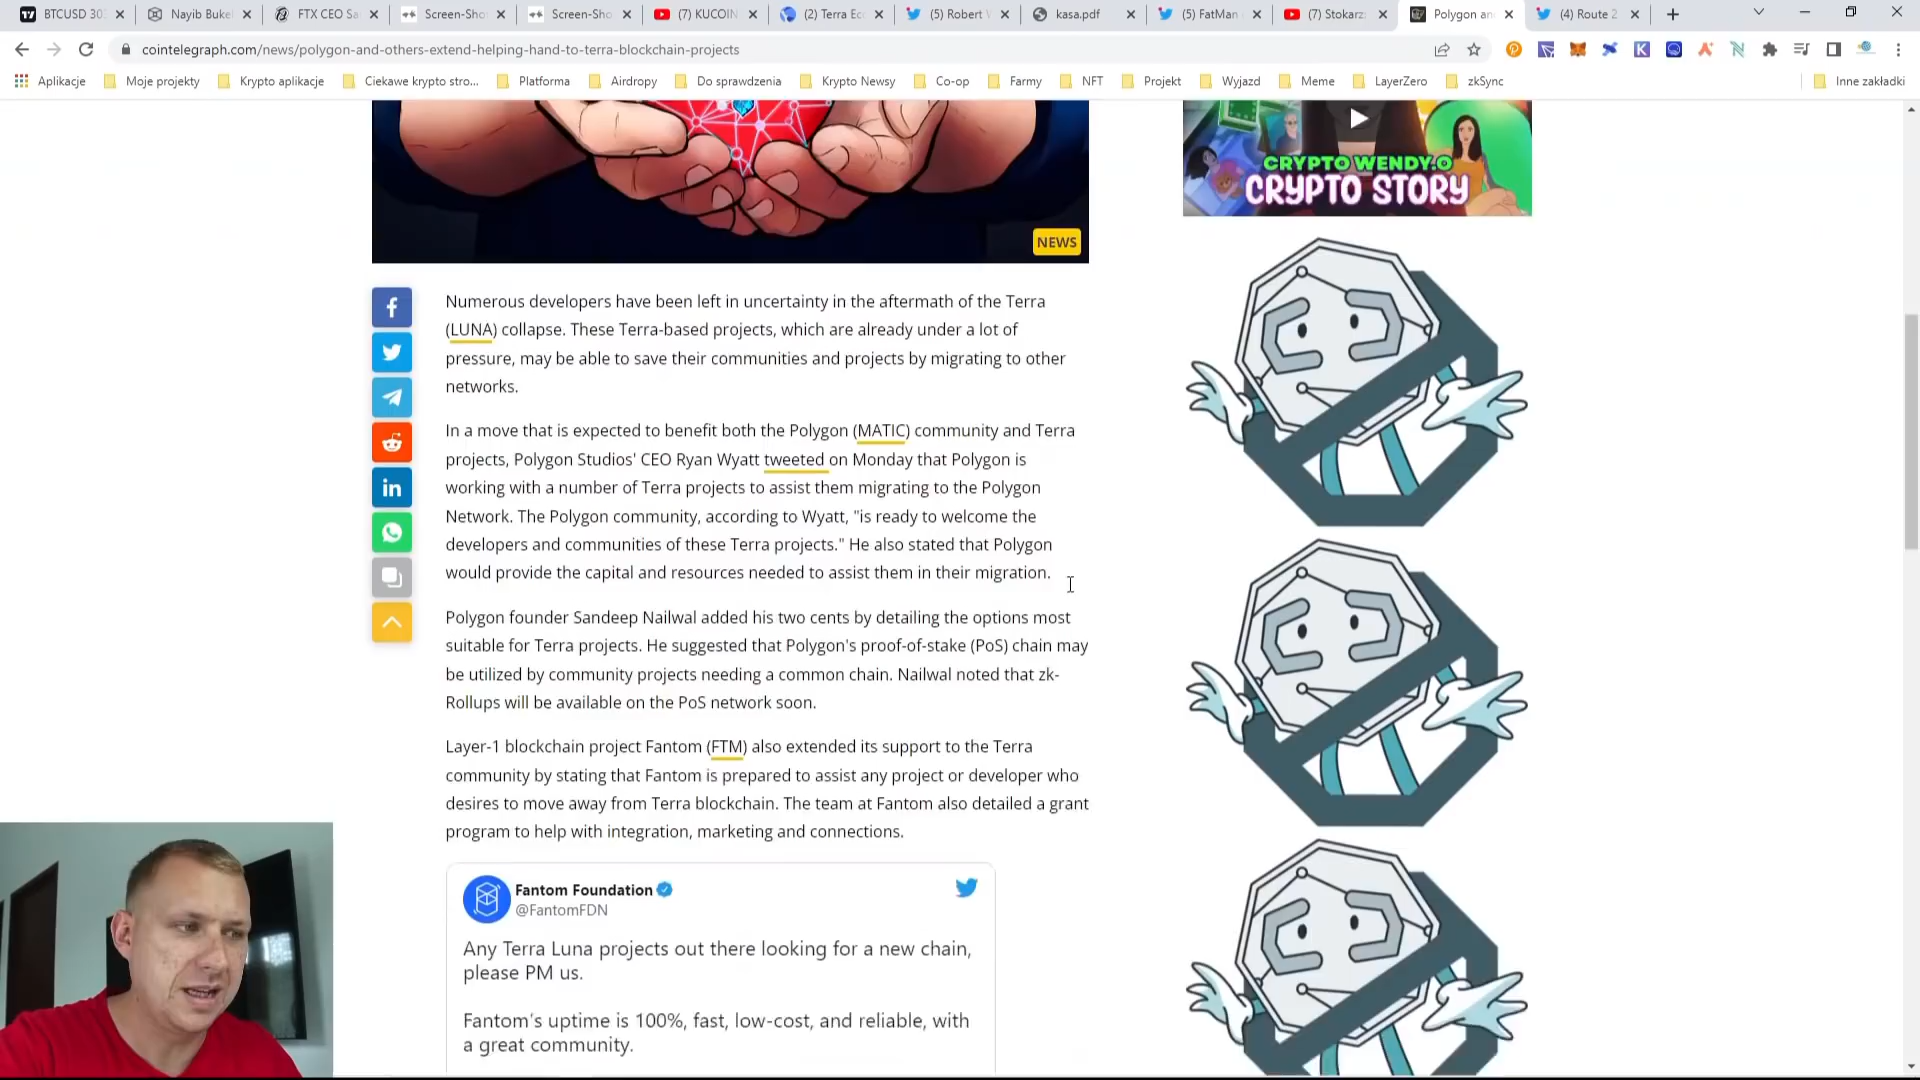 BTCUSD 303
Nayib Buke
FTX CEO Sa
Screen-Sho
Screen-Sho
(7) KUCOIN
(2) Terra Ec
(5) Robert
kasa.pdf
(5) FatMan
(7) Stokarz
Polygon an
(4) Route 2
cointelegraph.com/news/polygon-and-others-extend-helping-hand-to-terra-blockchain-projects
Aplikacje
Moje projekty
Krypto aplikacje
Ciekawe krypto stro...
Platforma
Airdropy
Do sprawdzenia
Krypto Newsy
Co-op
Farmy
NFT
Projekt
Wyjazd
Meme
LayerZero
zkSync
Inne zakładki
CRYPTO WENDY.O
CRYPTO STORY
NEWS
Numerous developers have been left in uncertainty in the aftermath of the Terra
(LUNA) collapse. These Terra-based projects, which are already under a lot of
pressure, may be able to save their communities and projects by migrating to other
networks.
In a move that is expected to benefit both the Polygon (MATIC) community and Terra
projects, Polygon Studios' CEO Ryan Wyatt tweeted on Monday that Polygon is
working with a number of Terra projects to assist them migrating to the Polygon
Network. The Polygon community, according to Wyatt, "is ready to welcome the
developers and communities of these Terra projects." He also stated that Polygon
would provide the capital and resources needed to assist them in their migration.
Polygon founder Sandeep Nailwal added his two cents by detailing the options most
suitable for Terra projects. He suggested that Polygon's proof-of-stake (PoS) chain may
be utilized by community projects needing a common chain. Nailwal noted that zk-
Rollups will be available on the PoS network soon.
Layer-1 blockchain project Fantom (FTM) also extended its support to the Terra
community by stating that Fantom is prepared to assist any project or developer who
desires to move away from Terra blockchain. The team at Fantom also detailed a grant
program to help with integration, marketing and connections.
Fantom Foundation
@FantomFDN
Any Terra Luna projects out there looking for a new chain,
please PM us.
Fantom's uptime is 100%, fast, low-cost, and reliable, with
a great community.